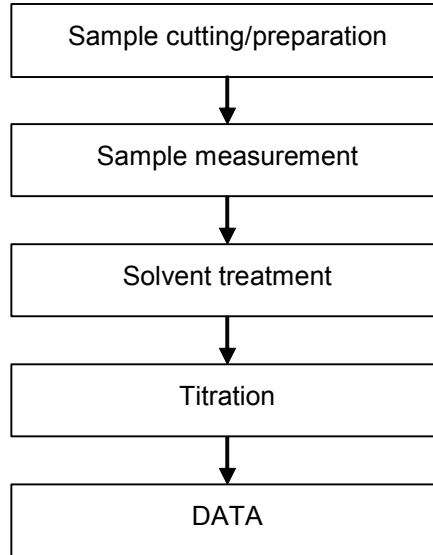 Sample cutting/preparation
Sample measurement
Solvent treatment
Titration
DATA